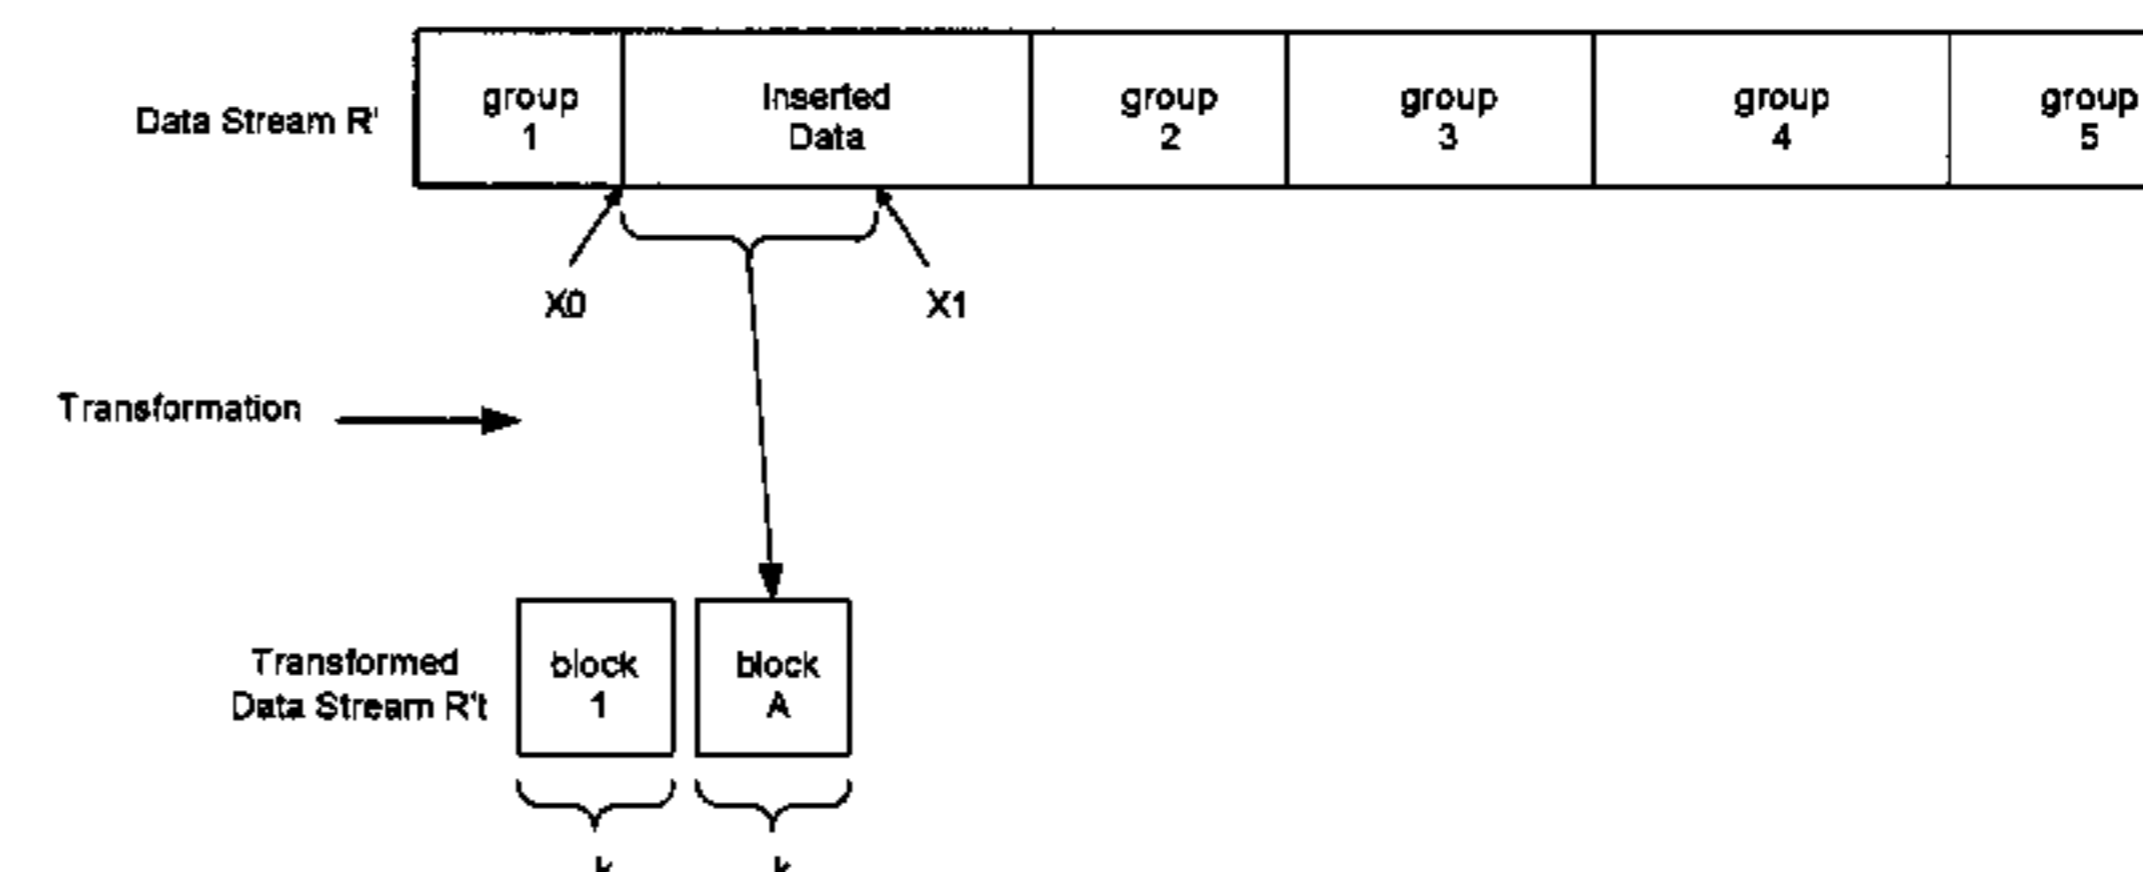 Data Stream R'
group
1
Inserted
Data
group
2
group
3
group
4
group
5
X0
X1
Transformation
Transformed
Data Stream R't
block
1
block
A
k
k